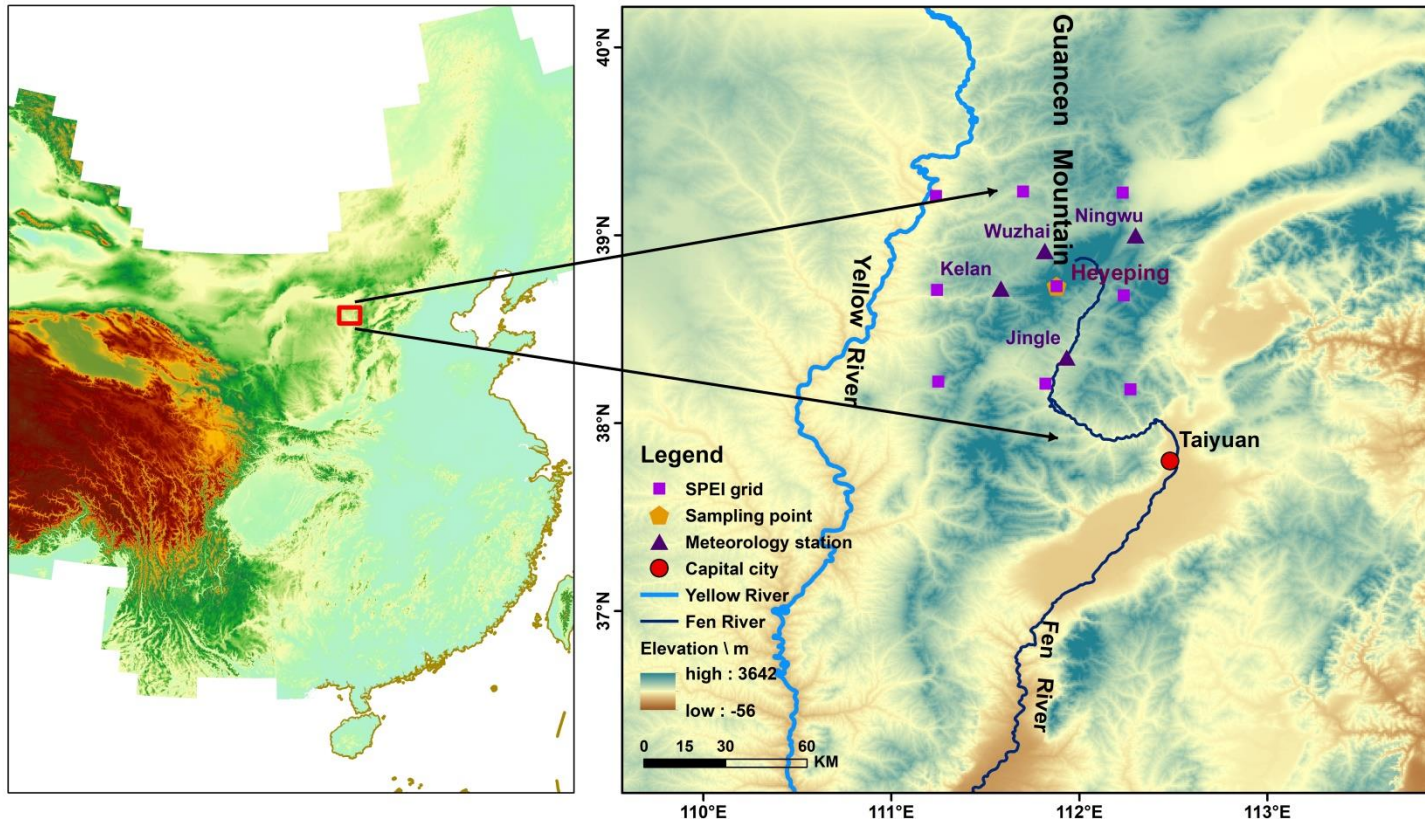 40°N
39°N
38°N
37°N
Guancen Mountain
Ningwu
Wuzhai
Kelan
Heyeping
Jingle
Yellow River
Taiyuan
Fen River
Legend
SPEI grid
Sampling point
Meteorology station
Capital city
Yellow River
Fen River
Elevation \ m
high : 3642
low : -56
0 15 30 60
KM
110°E 111°E 112°E 113°E